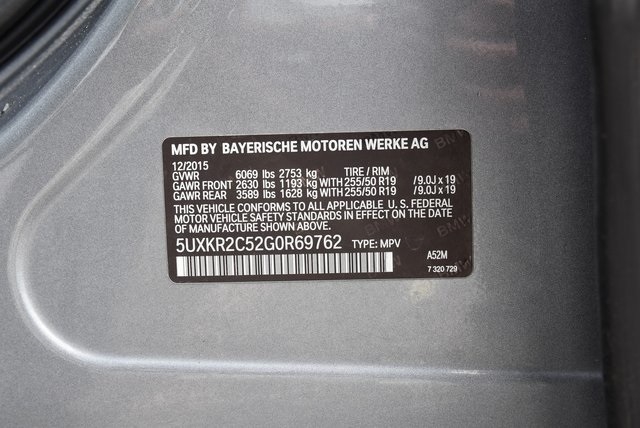 MFD BY BAYERISCHE MOTOREN WERKE AG
12/2015
GVWR 6069 lbs 2753 kg TIRE / RIM
GAWR FRONT 2630 lbs 1193 kg WITH 255/50 R19 / 9.0J x 19
GAWR REAR 3589 lbs 1628 kg WITH 255/50 R19 / 9.0J x 19
THIS VEHICLE CONFORMS TO ALL APPLICABLE U. S. FEDERAL
MOTOR VEHICLE SAFETY STANDARDS IN EFFECT ON THE DATE OF
MANUFACTURE SHOWN ABOVE.
5UXKR2C52G0R69762 TYPE: MPV
A52M
7 320 729